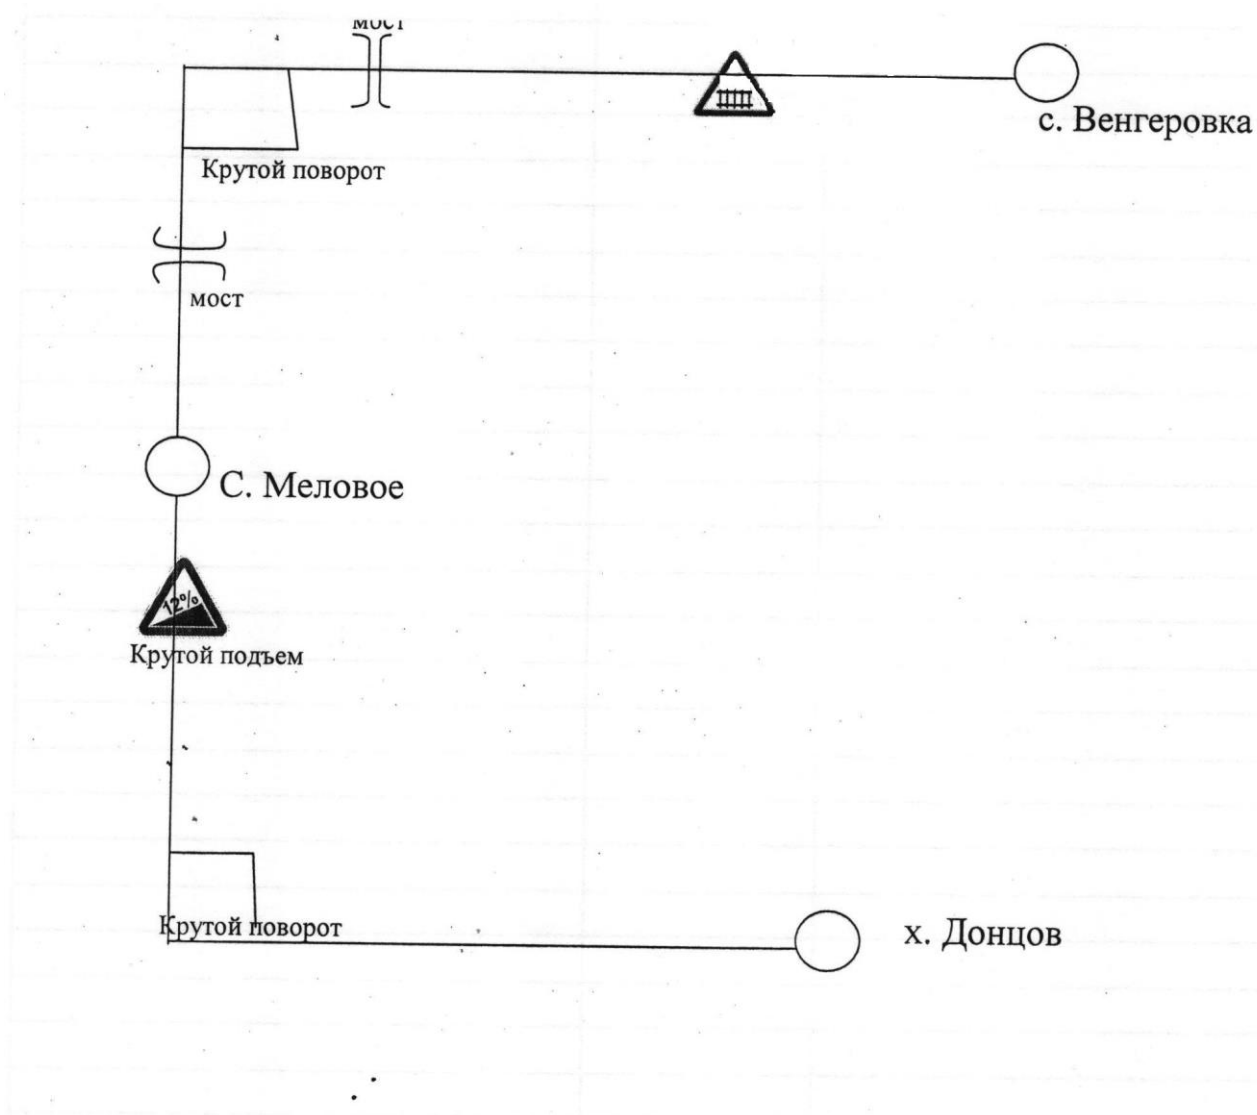 мост
с. Венгеровка
Крутой поворот
мост
С. Меловое
12%
Крутой подъем
Крутой поворот
х. Донцов